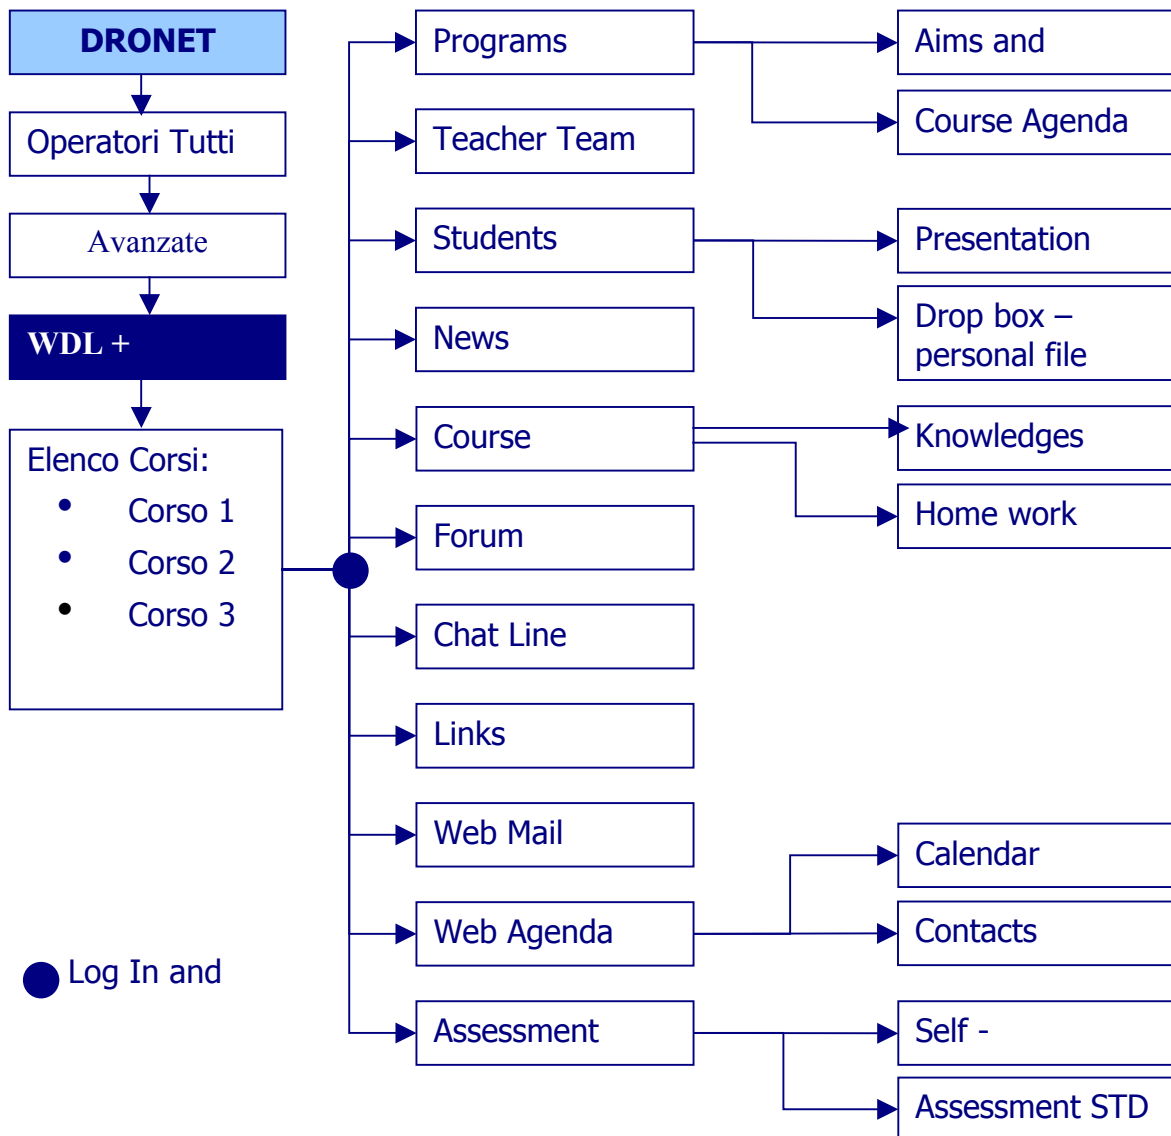 DRONET
Operatori Tutti
Avanzate
WDL +
Elenco Corsi:
• Corso 1
• Corso 2
• Corso 3
Log In and
Programs
Teacher Team
Students
News
Course
Forum
Chat Line
Links
Web Mail
Web Agenda
Assessment
Aims and
Course Agenda
Presentation
Drop box –
personal file
Knowledges
Home work
Calendar
Contacts
Self -
Assessment STD